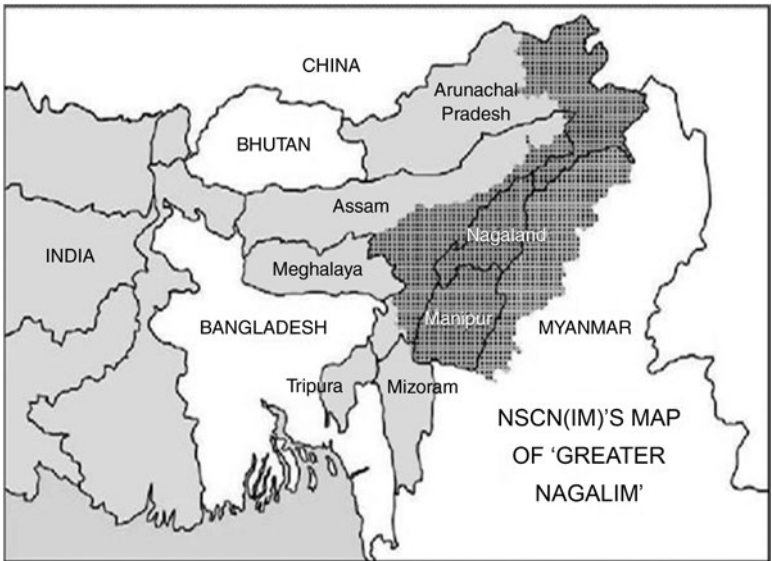 CHINA
Arunachal
Pradesh
BHUTAN
Assam
Nagaland
INDIA
Meghalaya
BANGLADESH
Manipur
MYANMAR
Tripura
Mizoram
NSCN(IM)'S MAP
OF ‘GREATER
NAGALIM’